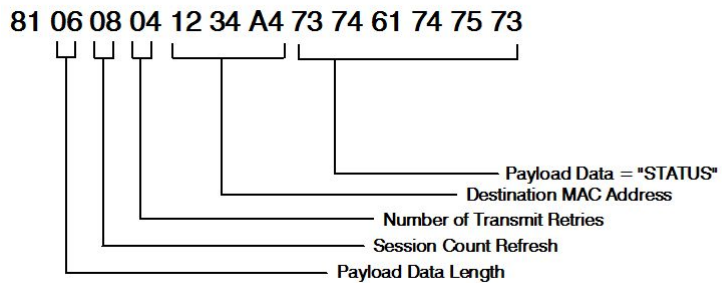 81 06 08 04 12 34 A4 73 74 61 74 75 73
Payload Data = "STATUS"
Destination MAC Address
Number of Transmit Retries
Session Count Refresh
Payload Data Length